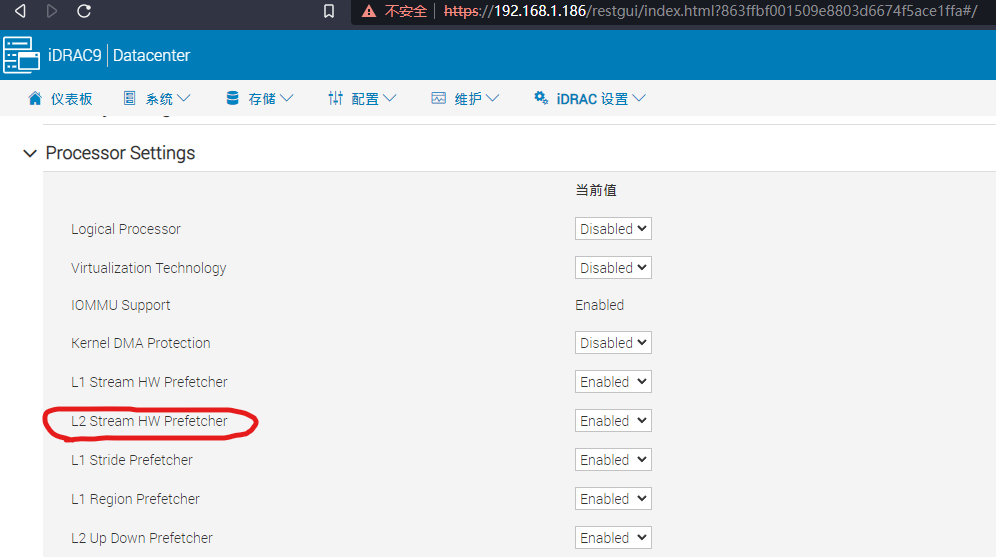 不安全 https://192.168.1.186/restgui/index.html?863ffbf001509e8803d6674f5ace1ffa#/
iDRAC9 | Datacenter
仪表板 系统 存储 配置 维护 iDRAC 设置
Processor Settings
当前值
Logical Processor Disabled
Virtualization Technology Disabled
IOMMU Support Enabled
Kernel DMA Protection Disabled
L1 Stream HW Prefetcher Enabled
L2 Stream HW Prefetcher Enabled
L1 Stride Prefetcher Enabled
L1 Region Prefetcher Enabled
L2 Up Down Prefetcher Enabled